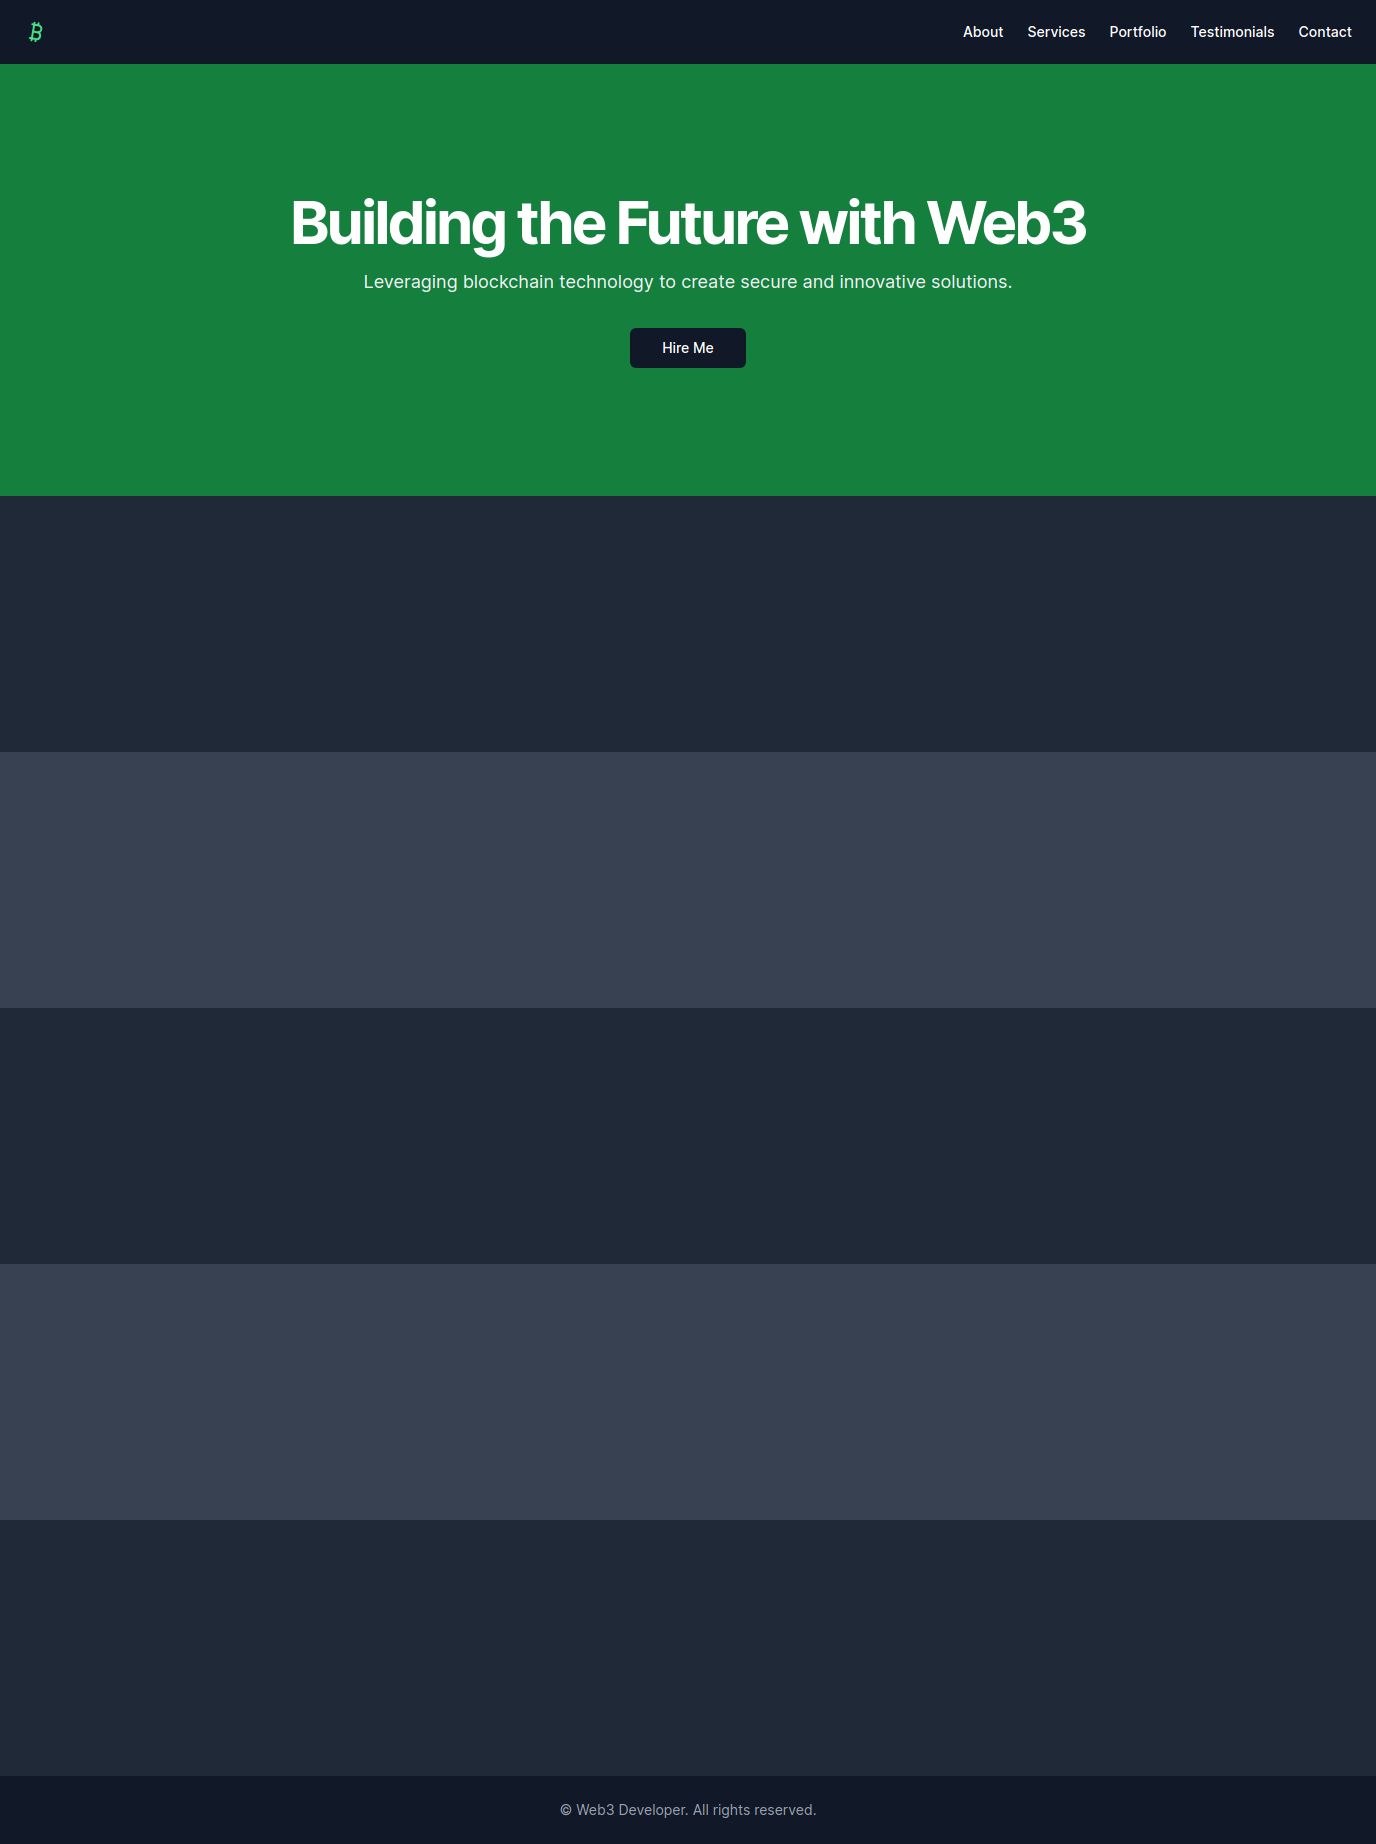 About Services Portfolio Testimonials Contact
Building the Future with Web3
Leveraging blockchain technology to create secure and innovative solutions.
Hire Me
© Web3 Developer. All rights reserved.